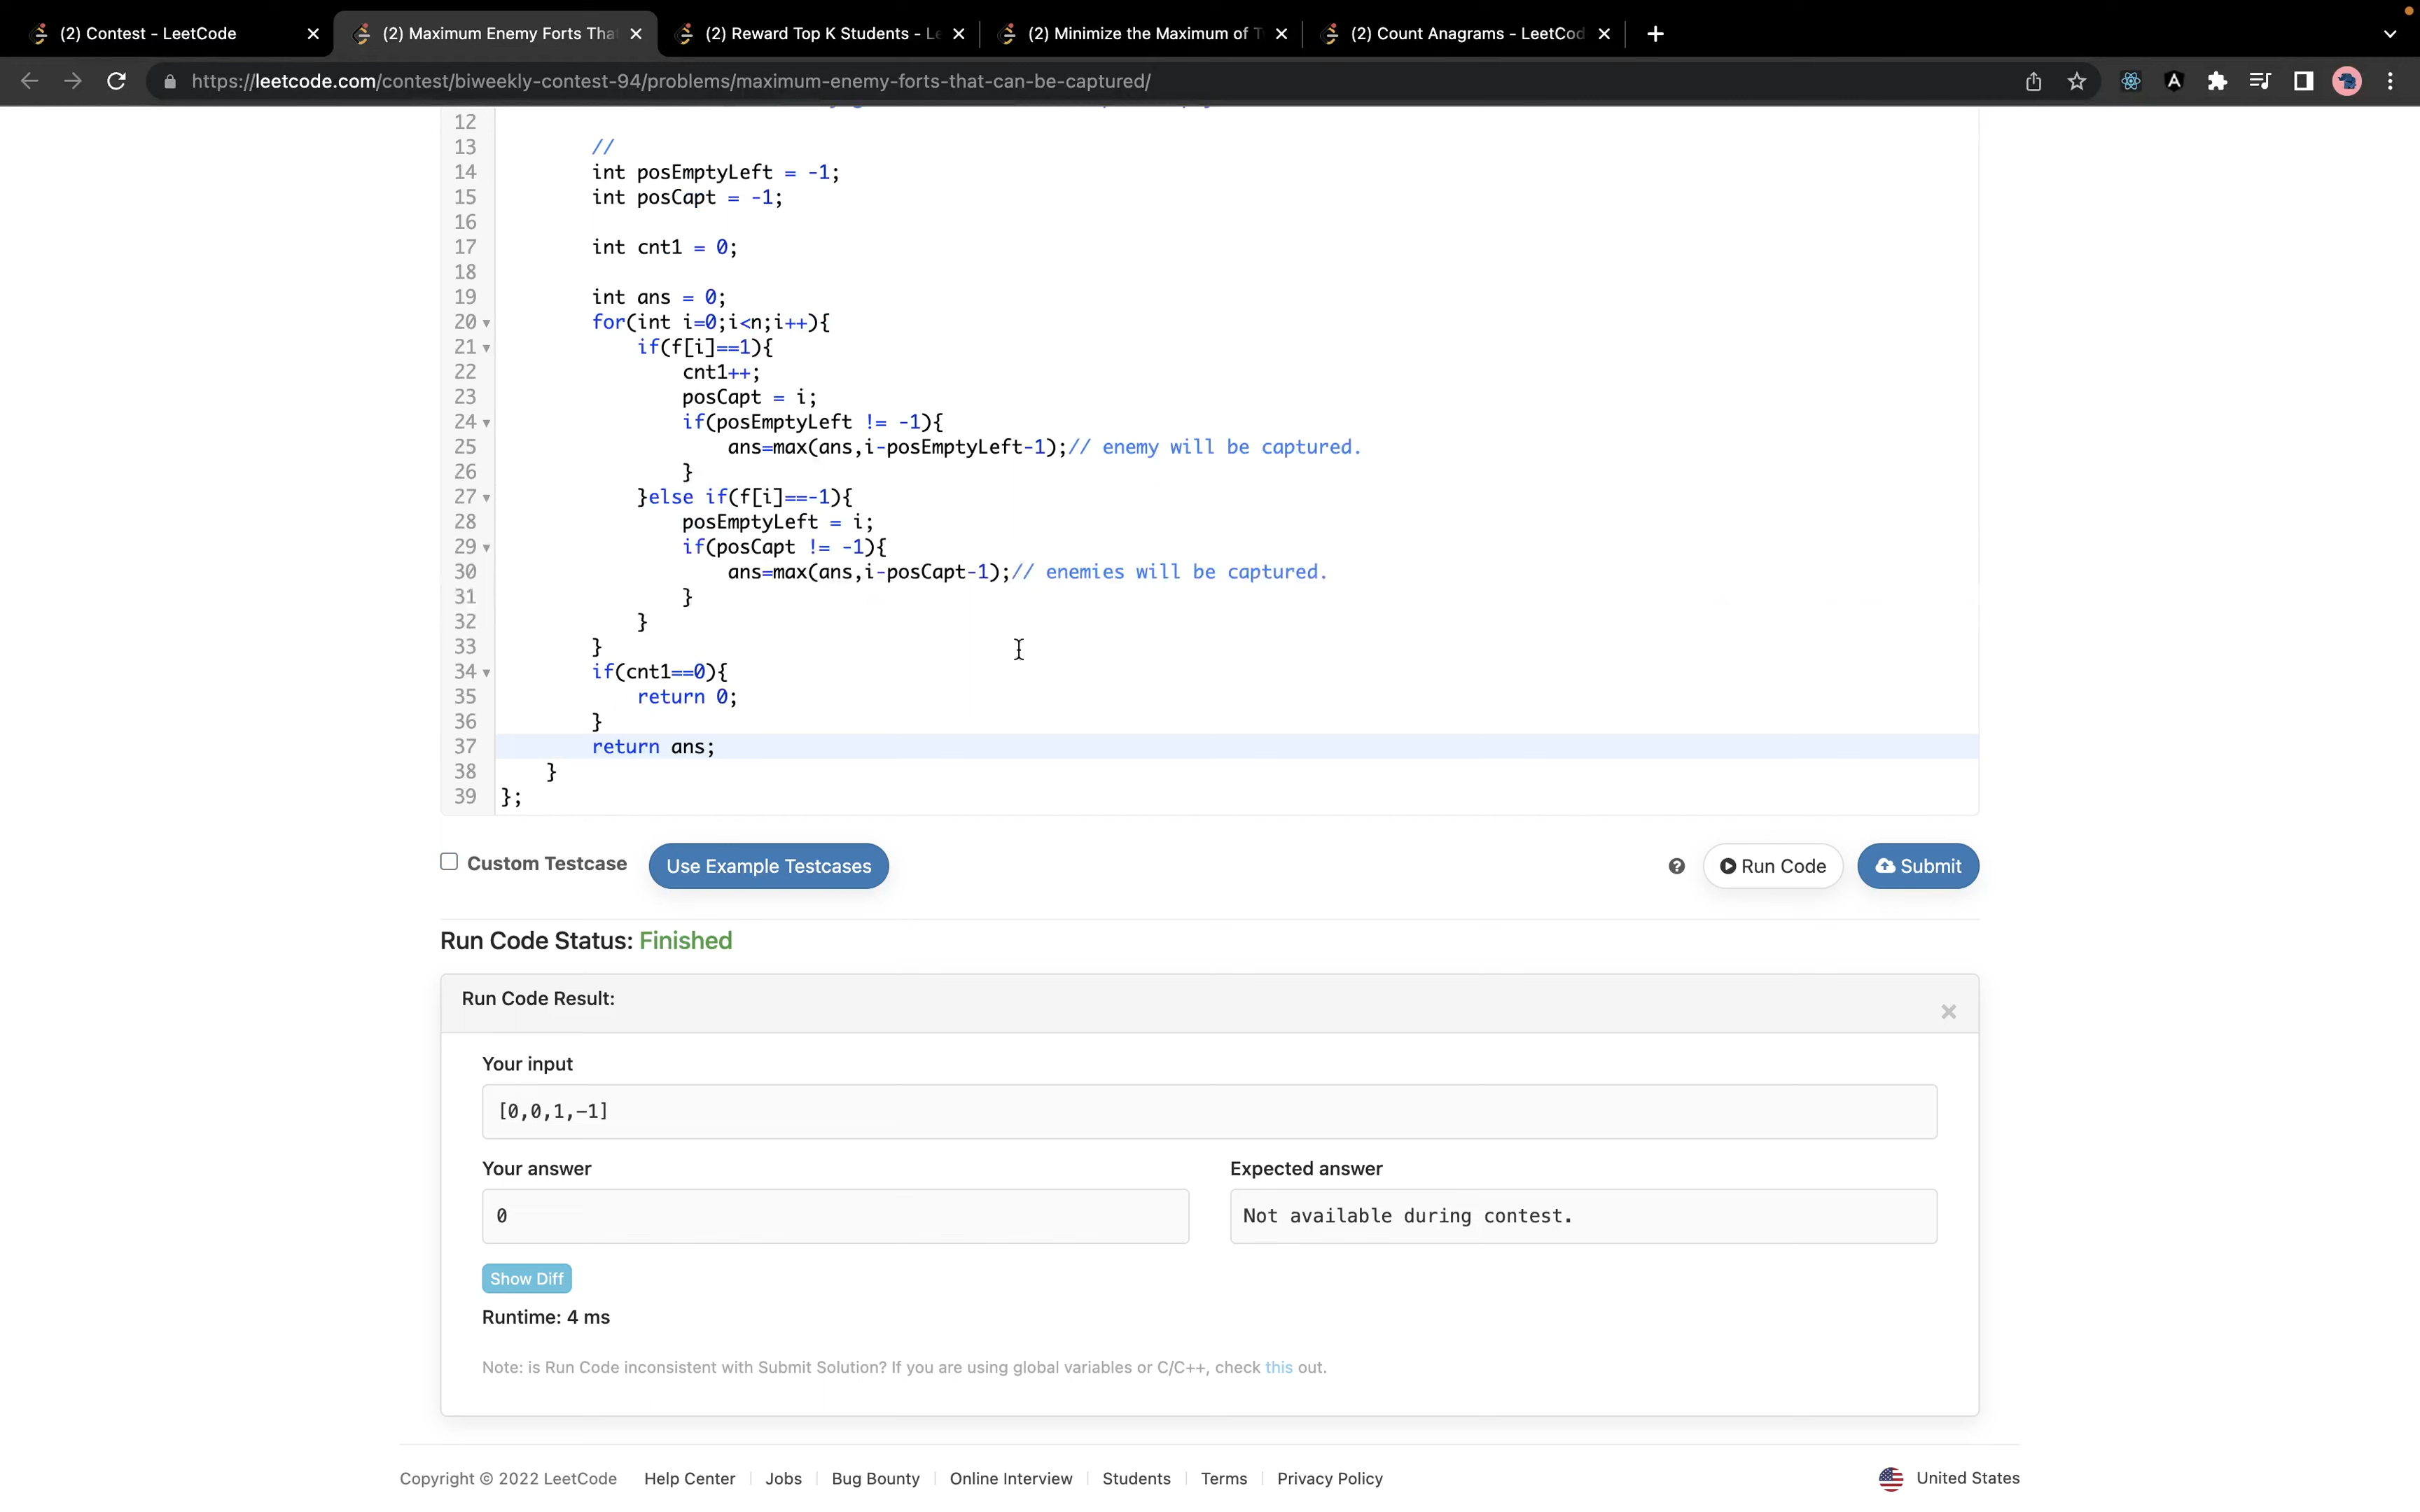 (2) Contest - LeetCode
(2) Maximum Enemy Forts Tha
(2) Reward Top K Students - Le
(2) Minimize the Maximum of T
(2) Count Anagrams - LeetCod
https://leetcode.com/contest/biweekly-contest-94/problems/maximum-enemy-forts-that-can-be-captured/
12
13 //
14 int posEmptyLeft = -1;
15 int posCapt = -1;
16
17 int cnt1 = 0;
18
19 int ans = 0;
20 for(int i=0;i<n;i++){
21 if(f[i]==1){
22 cnt1++;
23 posCapt = i;
24 if(posEmptyLeft != -1){
25 ans=max(ans,i-posEmptyLeft-1);// enemy will be captured.
26 }
27 }else if(f[i]==-1){
28 posEmptyLeft = i;
29 if(posCapt != -1){
30 ans=max(ans,i-posCapt-1);// enemies will be captured.
31 }
32 }
33 }
34 if(cnt1==0){
35 return 0;
36 }
37 return ans;
38 }
39 };
Custom Testcase Use Example Testcases Run Code Submit
Run Code Status: Finished
Run Code Result:
Your input
[0,0,1,-1]
Your answer Expected answer
0 Not available during contest.
Show Diff
Runtime: 4 ms
Note: is Run Code inconsistent with Submit Solution? If you are using global variables or C/C++, check this out.
Copyright © 2022 LeetCode Help Center Jobs Bug Bounty Online Interview Students Terms Privacy Policy United States